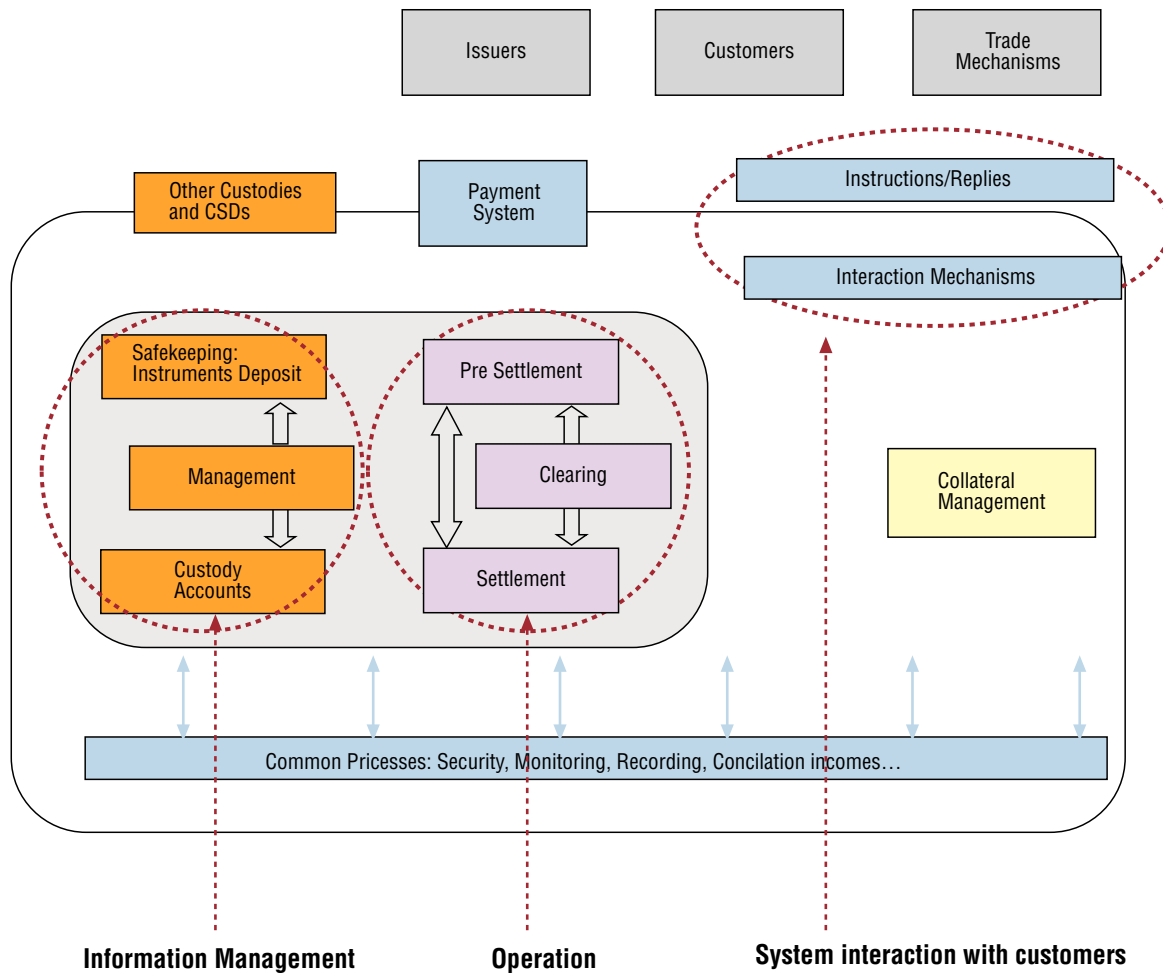 Issuers
Customers
Trade
Mechanisms
Other Custodies
and CSDs
Payment
System
Instructions/Replies
Interaction Mechanisms
Safekeeping:
Instruments Deposit
Pre Settlement
Management
Clearing
Collateral
Management
Custody
Accounts
Settlement
Common Pricesses: Security, Monitoring, Recording, Concilation incomes…
Information Management
Operation
System interaction with customers